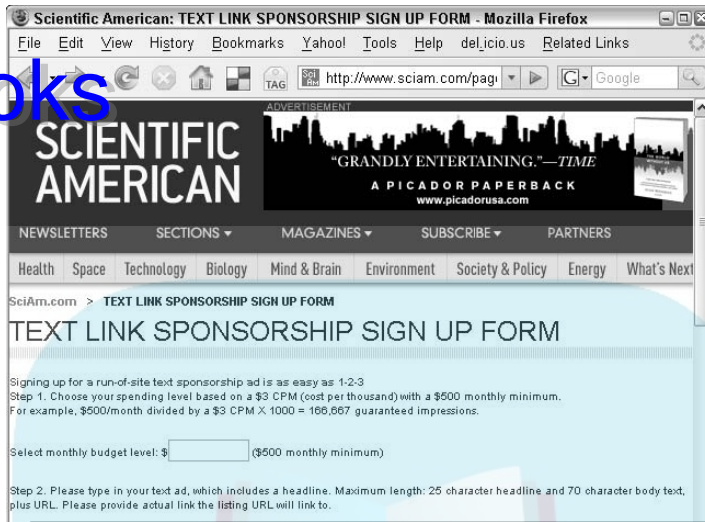 Scientific American: TEXT LINK SPONSORSHIP SIGN UP FORM - Mozilla Firefox
File Edit View History Bookmarks Yahoo! Tools Help del.icio.us Related Links
oks
TAG
Sci
Am
http://www.sciam.com/pag
G
Google
ADVERTISEMENT
SCIENTIFIC
AMERICAN
"GRANDLY ENTERTAINING."—TIME
A PICADOR PAPERBACK
www.picadorusa.com
NEWSLETTERS SECTIONS MAGAZINES SUBSCRIBE PARTNERS
Health Space Technology Biology Mind & Brain Environment Society & Policy Energy What's Next
SciAm.com > TEXT LINK SPONSORSHIP SIGN UP FORM
TEXT LINK SPONSORSHIP SIGN UP FORM
Signing up for a run-of-site text sponsorship ad is as easy as 1-2-3
Step 1. Choose your spending level based on a $3 CPM (cost per thousand) with a $500 monthly minimum.
For example, $500/month divided by a $3 CPM X 1000 = 166,667 guaranteed impressions.
Select monthly budget level: $ ($500 monthly minimum)
Step 2. Please type in your text ad, which includes a headline. Maximum length: 25 character headline and 70 character body text,
plus URL. Please provide actual link the listing URL will link to.